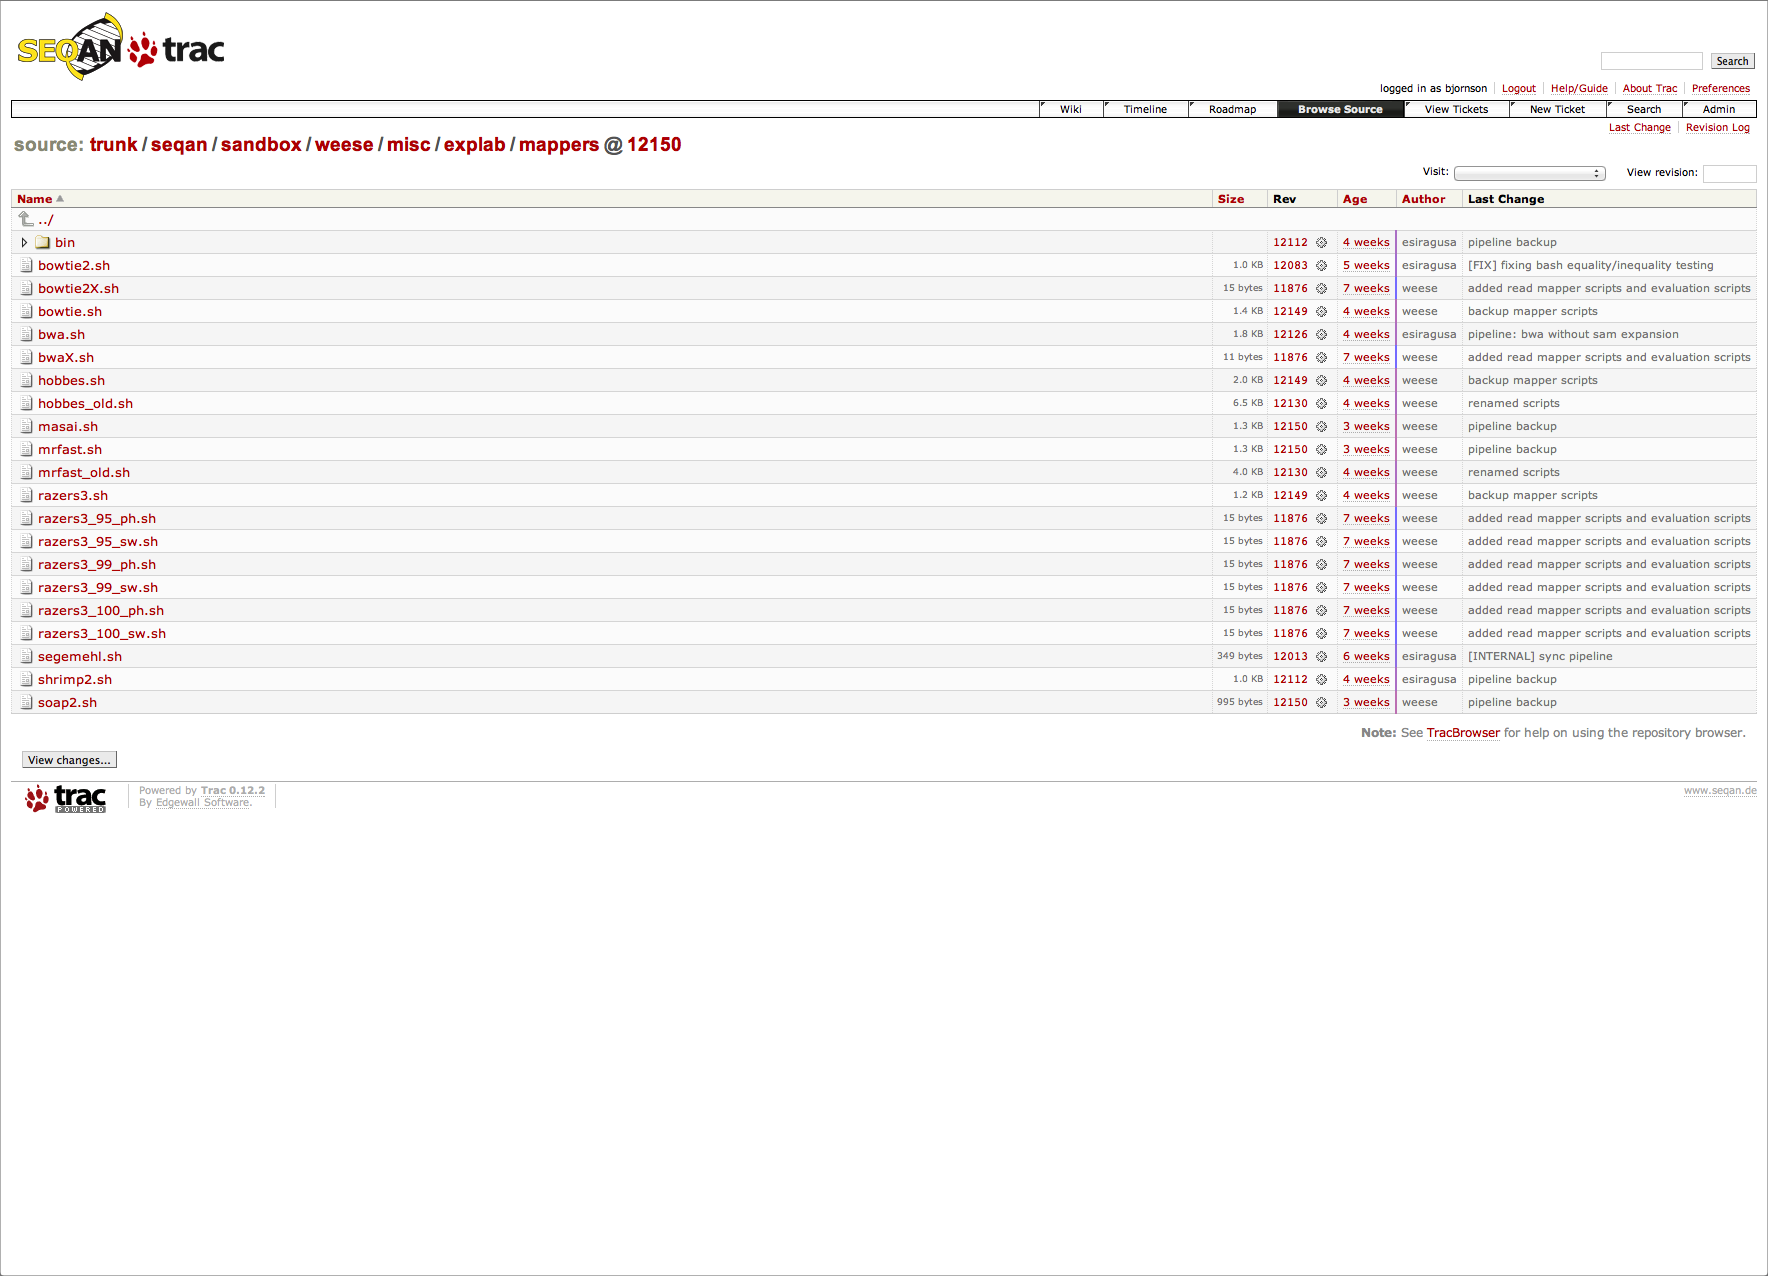 SEQAN trac
Search
logged in as bjornson Logout Help/Guide About Trac Preferences
Wiki Timeline Roadmap Browse Source View Tickets New Ticket Search Admin
Last Change Revision Log
source: trunk / seqan / sandbox / weese / misc / explab / mappers @ 12150
Visit: View revision:
Name Size Rev Age Author Last Change
../
bin 12112 4 weeks esiragusa pipeline backup
bowtie2.sh 1.0 KB 12083 5 weeks esiragusa [FIX] fixing bash equality/inequality testing
bowtie2X.sh 15 bytes 11876 7 weeks weese added read mapper scripts and evaluation scripts
bowtie.sh 1.4 KB 12149 4 weeks weese backup mapper scripts
bwa.sh 1.8 KB 12126 4 weeks esiragusa pipeline: bwa without sam expansion
bwaX.sh 11 bytes 11876 7 weeks weese added read mapper scripts and evaluation scripts
hobbes.sh 2.0 KB 12149 4 weeks weese backup mapper scripts
hobbes_old.sh 6.5 KB 12130 4 weeks weese renamed scripts
masai.sh 1.3 KB 12150 3 weeks weese pipeline backup
mrfast.sh 1.3 KB 12150 3 weeks weese pipeline backup
mrfast_old.sh 4.0 KB 12130 4 weeks weese renamed scripts
razers3.sh 1.2 KB 12149 4 weeks weese backup mapper scripts
razers3_95_ph.sh 15 bytes 11876 7 weeks weese added read mapper scripts and evaluation scripts
razers3_95_sw.sh 15 bytes 11876 7 weeks weese added read mapper scripts and evaluation scripts
razers3_99_ph.sh 15 bytes 11876 7 weeks weese added read mapper scripts and evaluation scripts
razers3_99_sw.sh 15 bytes 11876 7 weeks weese added read mapper scripts and evaluation scripts
razers3_100_ph.sh 15 bytes 11876 7 weeks weese added read mapper scripts and evaluation scripts
razers3_100_sw.sh 15 bytes 11876 7 weeks weese added read mapper scripts and evaluation scripts
segemehl.sh 349 bytes 12013 6 weeks esiragusa [INTERNAL] sync pipeline
shrimp2.sh 1.0 KB 12112 4 weeks esiragusa pipeline backup
soap2.sh 995 bytes 12150 3 weeks weese pipeline backup
Note: See TracBrowser for help on using the repository browser.
View changes...
trac POWERED
Powered by Trac 0.12.2
By Edgewall Software.
www.seqan.de